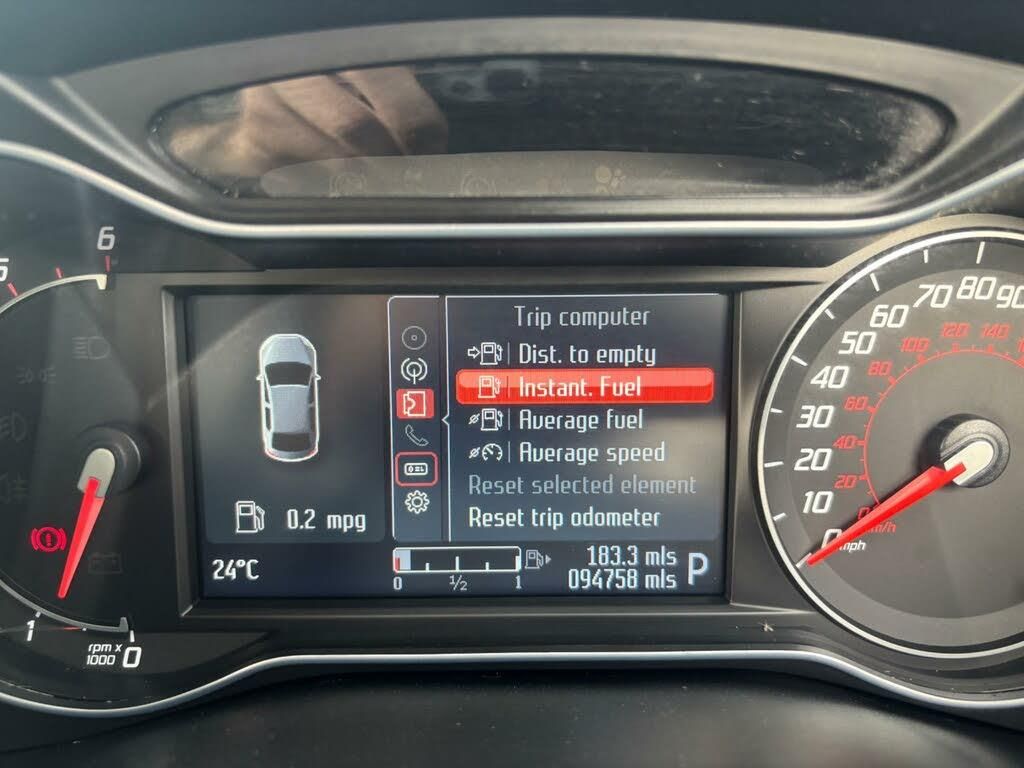 Trip computer
Dist. to empty
Instant. Fuel
Average fuel
Average speed
Reset selected element
Reset trip odometer
0.2 mpg
24°C
0 1/2 1
183.3 mls
094758 mls
P
5
6
1
0
rpm x
1000
0
10
20
30
40
50
60
70
80
90
mph
0
20
40
60
80
100
120
140
km/h